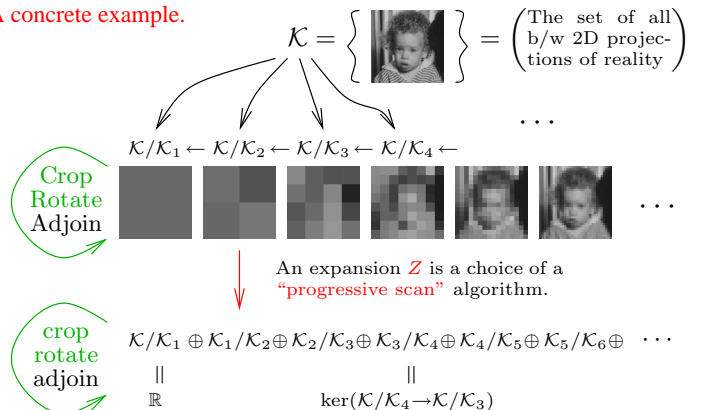 A concrete example.
𝒦 = { } = (The set of all b/w 2D projec-tions of reality)
⋯
𝒦/𝒦₁ ← 𝒦/𝒦₂ ← 𝒦/𝒦₃ ← 𝒦/𝒦₄ ←
Crop
Rotate
Adjoin
⋯
An expansion Z is a choice of a
“progressive scan” algorithm.
crop
rotate
adjoin
𝒦/𝒦₁ ⊕ 𝒦₁/𝒦₂ ⊕ 𝒦₂/𝒦₃ ⊕ 𝒦₃/𝒦₄ ⊕ 𝒦₄/𝒦₅ ⊕ 𝒦₅/𝒦₆ ⊕ ⋯
|| ||
ℝ ker(𝒦/𝒦₄→𝒦/𝒦₃)